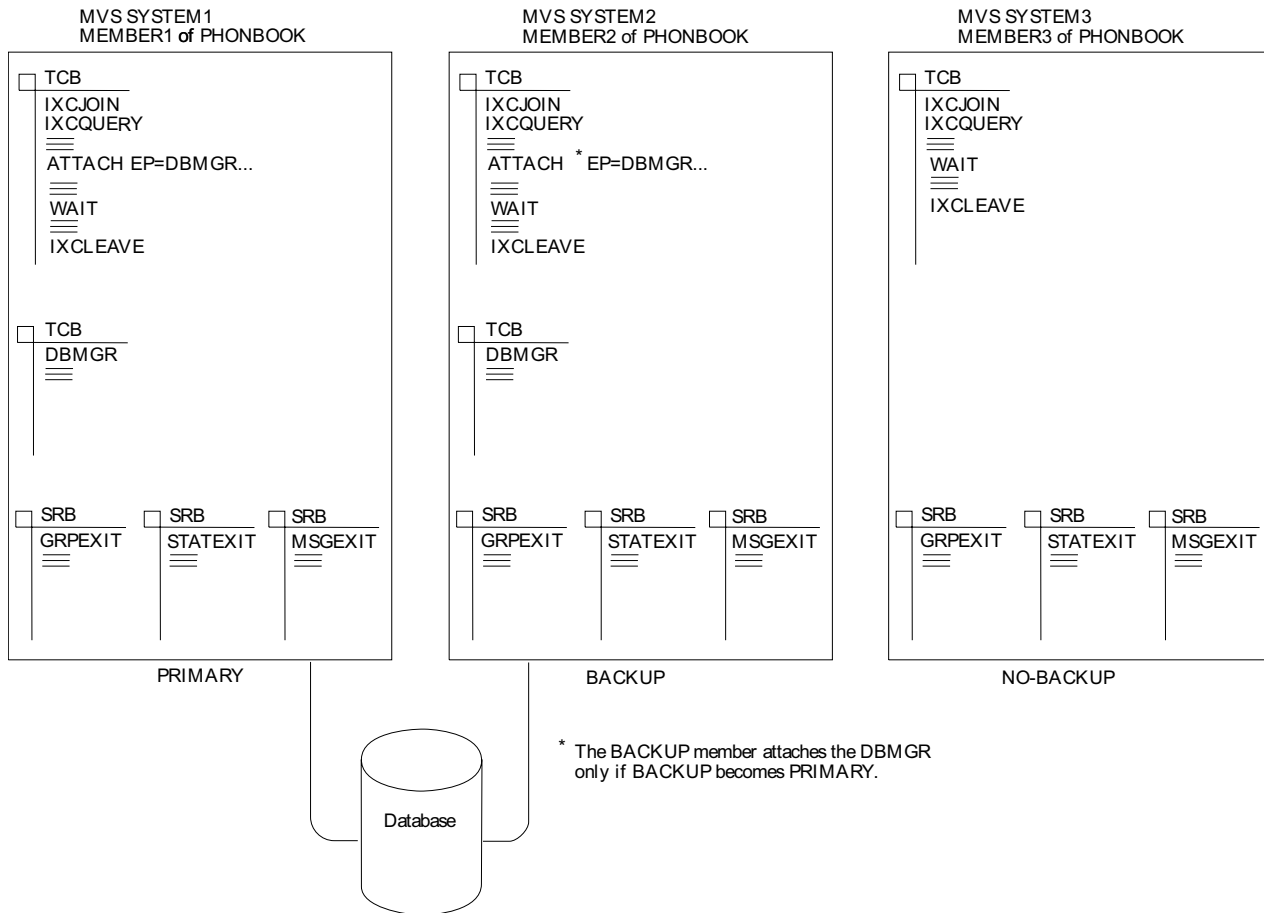 MVS SYSTEM1
MEMBER1 of PHONBOOK
TCB
IXCJOIN
IXCQUERY
ATTACH EP=DBMGR...
WAIT
IXCLEAVE
TCB
DBMGR
SRB
GRPEXIT
SRB
STATEXIT
SRB
MSGEXIT
PRIMARY
MVS SYSTEM2
MEMBER2 of PHONBOOK
TCB
IXCJOIN
IXCQUERY
ATTACH * EP=DBMGR...
WAIT
IXCLEAVE
TCB
DBMGR
SRB
GRPEXIT
SRB
STATEXIT
SRB
MSGEXIT
BACKUP
MVS SYSTEM3
MEMBER3 of PHONBOOK
TCB
IXCJOIN
IXCQUERY
WAIT
IXCLEAVE
SRB
GRPEXIT
SRB
STATEXIT
SRB
MSGEXIT
NO-BACKUP
Database
* The BACKUP member attaches the DBMGR
only if BACKUP becomes PRIMARY.